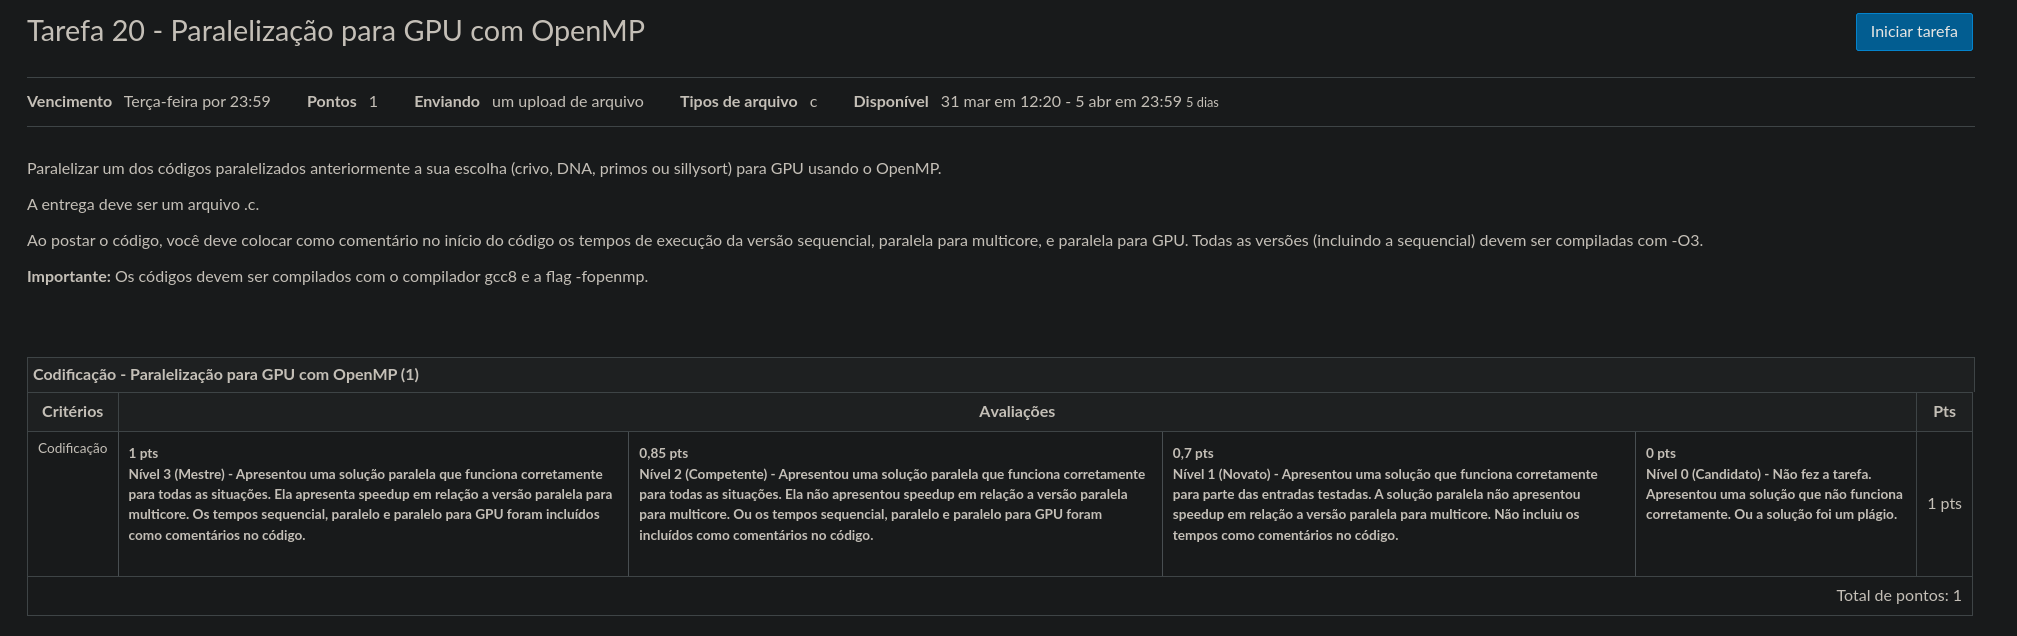 Tarefa 20 - Paralelização para GPU com OpenMP
Iniciar tarefa
Vencimento Terça-feira por 23:59 Pontos 1 Enviando um upload de arquivo Tipos de arquivo c Disponível 31 mar em 12:20 - 5 abr em 23:59 5 dias
Paralelizar um dos códigos paralelizados anteriormente a sua escolha (crivo, DNA, primos ou sillysort) para GPU usando o OpenMP.
A entrega deve ser um arquivo .c.
Ao postar o código, você deve colocar como comentário no início do código os tempos de execução da versão sequencial, paralela para multicore, e paralela para GPU. Todas as versões (incluindo a sequencial) devem ser compiladas com -O3.
Importante: Os códigos devem ser compilados com o compilador gcc8 e a flag -fopenmp.
Codificação - Paralelização para GPU com OpenMP (1)
Critérios Avaliações Pts
Codificação
1 pts
Nível 3 (Mestre) - Apresentou uma solução paralela que funciona corretamente
para todas as situações. Ela apresenta speedup em relação a versão paralela para
multicore. Os tempos sequencial, paralelo e paralelo para GPU foram incluídos
como comentários no código.
0,85 pts
Nível 2 (Competente) - Apresentou uma solução paralela que funciona corretamente
para todas as situações. Ela não apresentou speedup em relação a versão paralela
para multicore. Ou os tempos sequencial, paralelo e paralelo para GPU foram
incluídos como comentários no código.
0,7 pts
Nível 1 (Novato) - Apresentou uma solução que funciona corretamente
para parte das entradas testadas. A solução paralela não apresentou
speedup em relação a versão paralela para multicore. Não incluiu os
tempos como comentários no código.
0 pts
Nível 0 (Candidato) - Não fez a tarefa.
Apresentou uma solução que não funciona
corretamente. Ou a solução foi um plágio.
1 pts
Total de pontos: 1